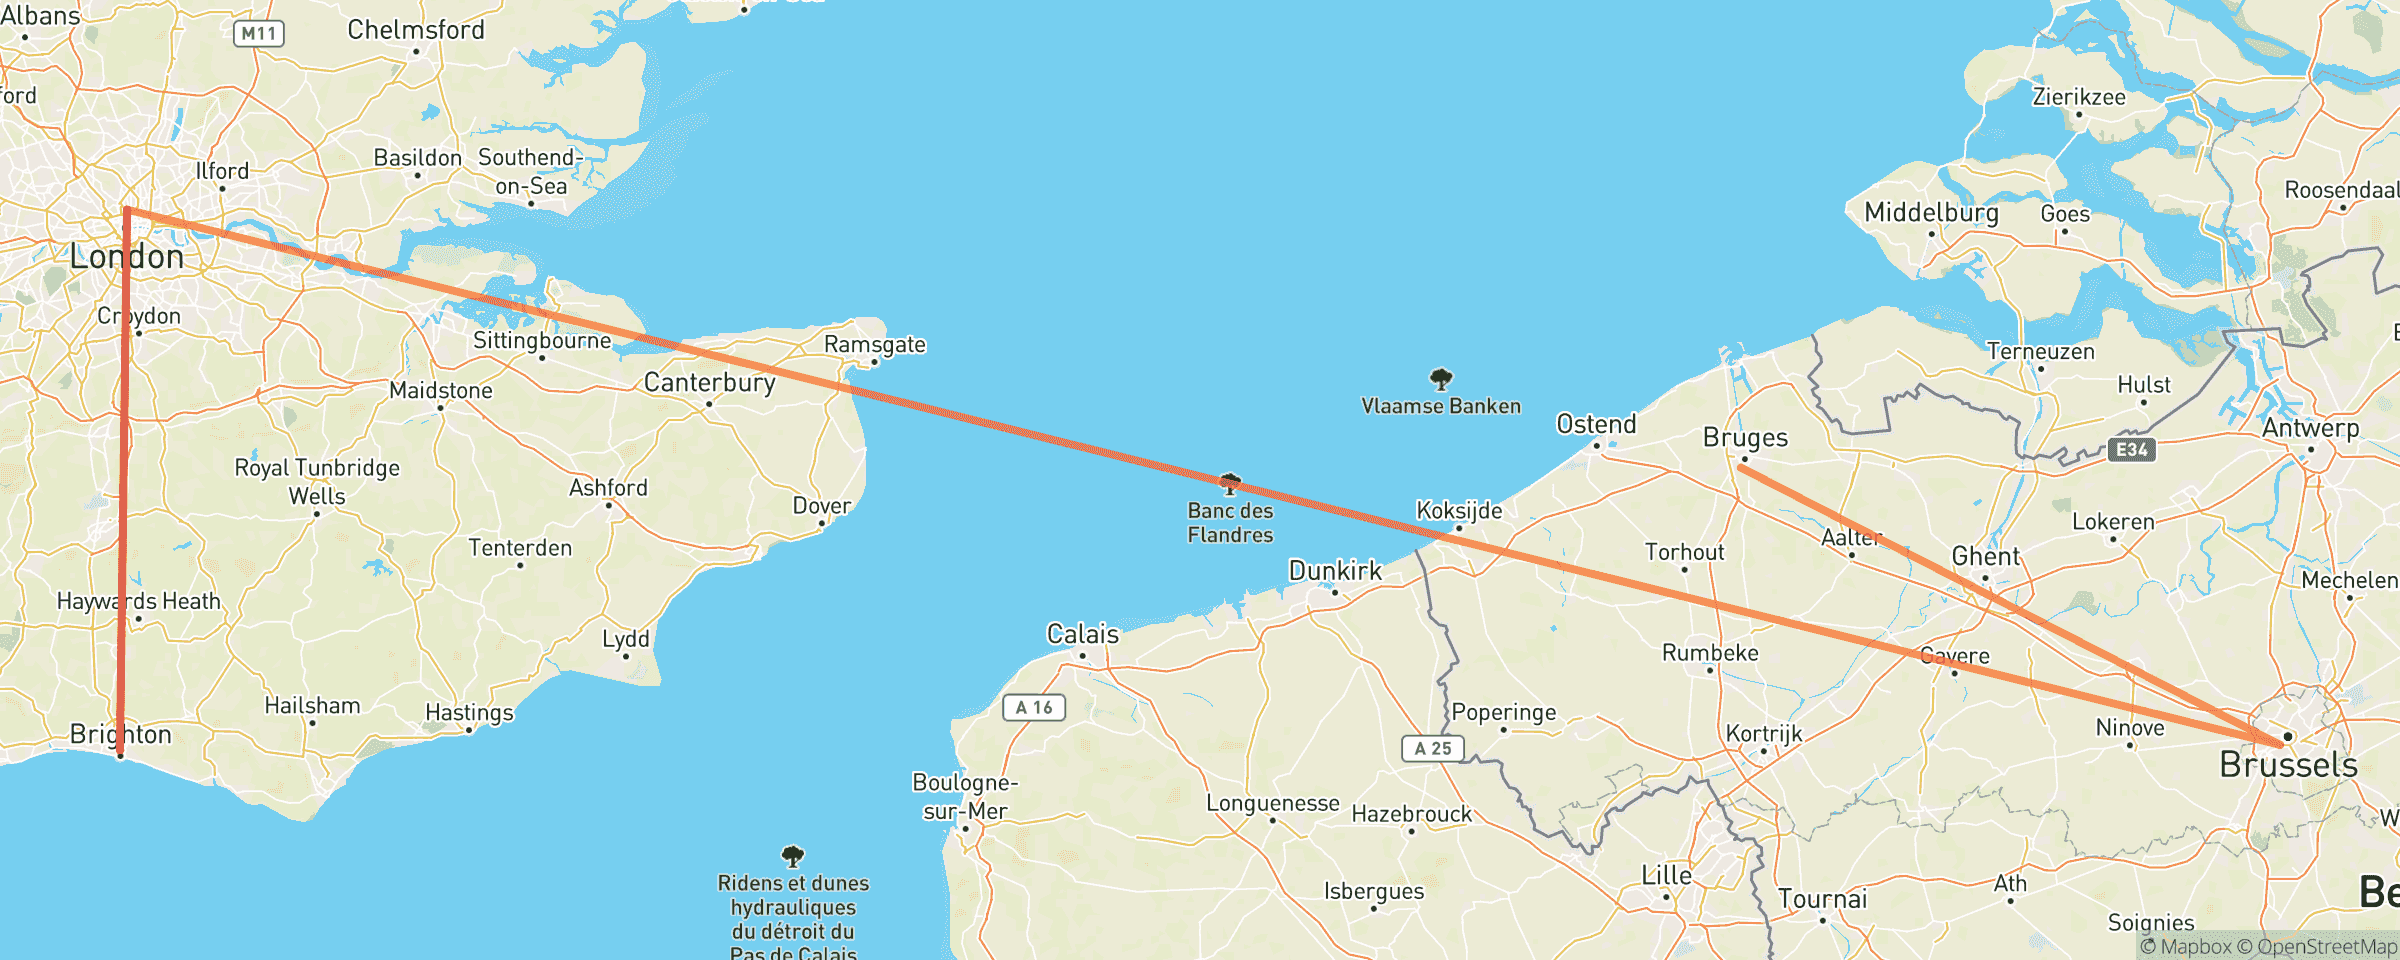 Albans
M11
Chelmsford
ford
Zierikzee
Ilford
Basildon
Southend-
on-Sea
Roosendaal
Middelburg
Goes
London
Croydon
Sittingbourne
Ramsgate
Terneuzen
Canterbury
Maidstone
Hulst
Vlaamse Banken
Ostend
Bruges
Antwerp
E34
Royal Tunbridge
Wells
Ashford
Dover
Banc des
Flandres
Koksijde
Lokeren
Tenterden
Torhout
Aalter
Ghent
Dunkirk
Mechelen
Haywards Heath
Lydd
Calais
Rumbeke
Gavere
Hailsham
Hastings
A 16
Poperinge
Brighton
A 25
Kortrijk
Ninove
Brussels
Boulogne-
sur-Mer
Longuenesse
Hazebrouck
W
Ridens et dunes
hydrauliques
du détroit du
Pas de Calais
Isbergues
Lille
Tournai
Ath
Be
Soignies
© Mapbox © OpenStreetMap